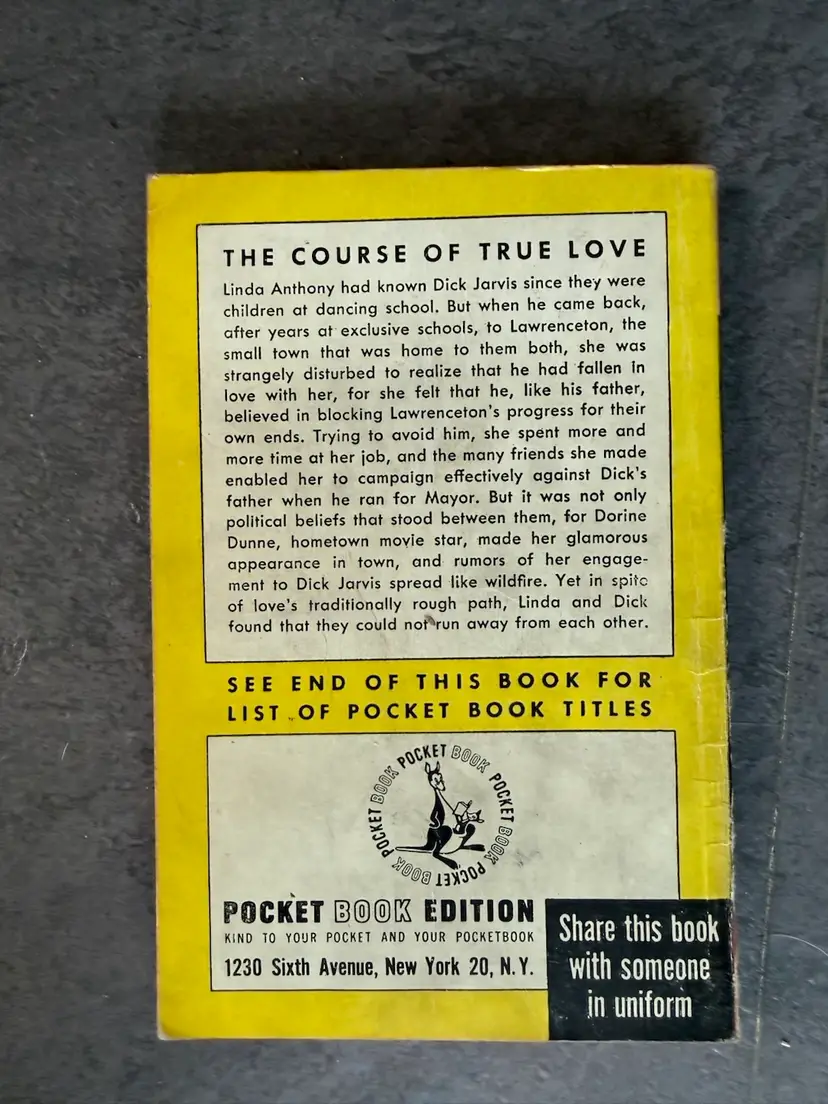 THE COURSE OF TRUE LOVE
Linda Anthony had known Dick Jarvis since they were
children at dancing school. But when he came back,
after years at exclusive schools, to Lawrenceton, the
small town that was home to them both, she was
strangely disturbed to realize that he had fallen in
love with her, for she felt that he, like his father,
believed in blocking Lawrenceton's progress for their
own ends. Trying to avoid him, she spent more and
more time at her job, and the many friends she made
enabled her to campaign effectively against Dick's
father when he ran for Mayor. But it was not only
political beliefs that stood between them, for Dorine
Dunne, hometown movie star, made her glamorous
appearance in town, and rumors of her engage-
ment to Dick Jarvis spread like wildfire. Yet in spite
of love's traditionally rough path, Linda and Dick
found that they could not run away from each other.
SEE END OF THIS BOOK FOR
LIST OF POCKET BOOK TITLES
POCKET BOOK POCKET BOOK POCKET BOOK POCKET BOOK
POCKET BOOK EDITION
KIND TO YOUR POCKET AND YOUR POCKETBOOK
1230 Sixth Avenue, New York 20, N.Y.
Share this book
with someone
in uniform